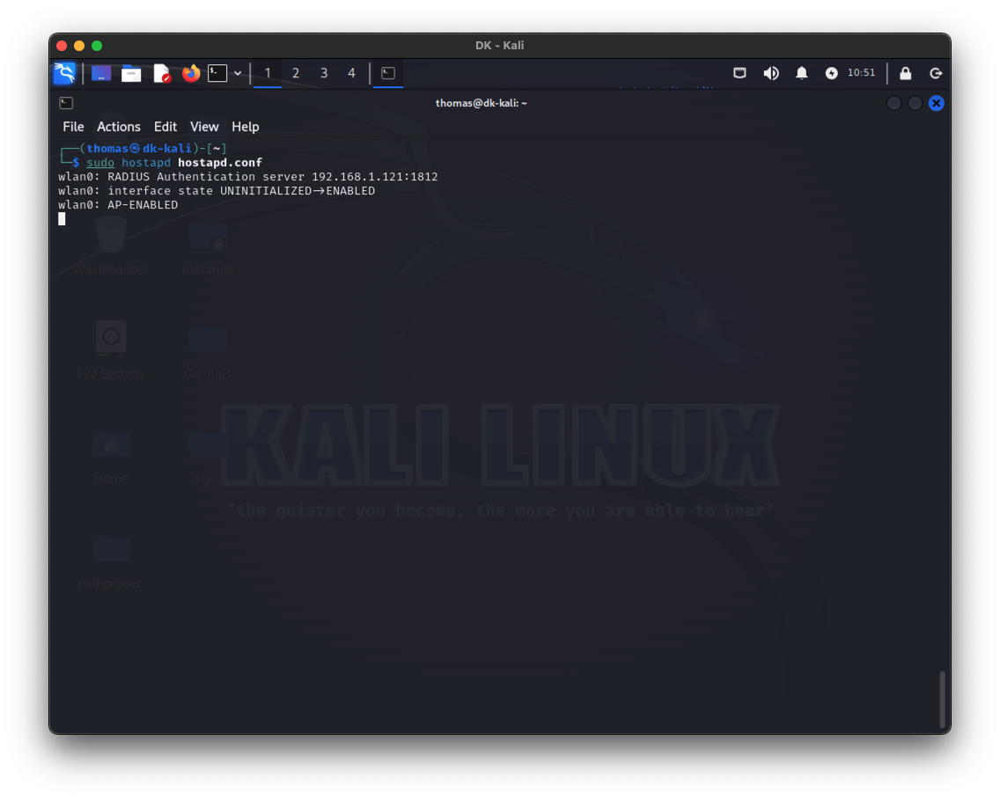 DK - Kali
1 2 3 4
10:51
thomas@dk-kali: ~
File Actions Edit View Help
┌──(thomas㉿dk-kali)-[~]
└─$ sudo hostapd hostapd.conf
wlan0: RADIUS Authentication server 192.168.1.121:1812
wlan0: interface state UNINITIALIZED→ENABLED
wlan0: AP-ENABLED
Wastebasket
File System
GitTools
Home
KALI LINUX
"the quieter you become, the more you are able to hear"
pathprober